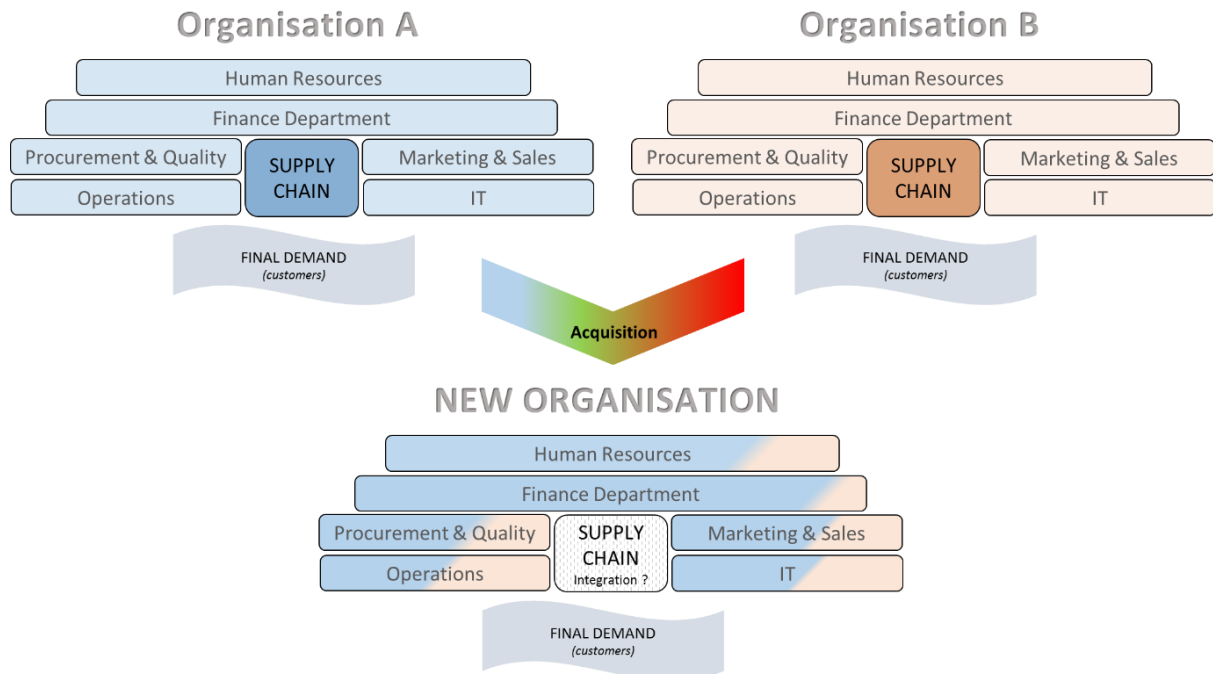 Organisation A
Human Resources
Finance Department
Procurement & Quality
Operations
SUPPLY
CHAIN
Marketing & Sales
IT
FINAL DEMAND
(customers)
Organisation B
Human Resources
Finance Department
Procurement & Quality
Operations
SUPPLY
CHAIN
Marketing & Sales
IT
FINAL DEMAND
(customers)
Acquisition
NEW ORGANISATION
Human Resources
Finance Department
Procurement & Quality
Operations
SUPPLY
CHAIN
Integration ?
Marketing & Sales
IT
FINAL DEMAND
(customers)